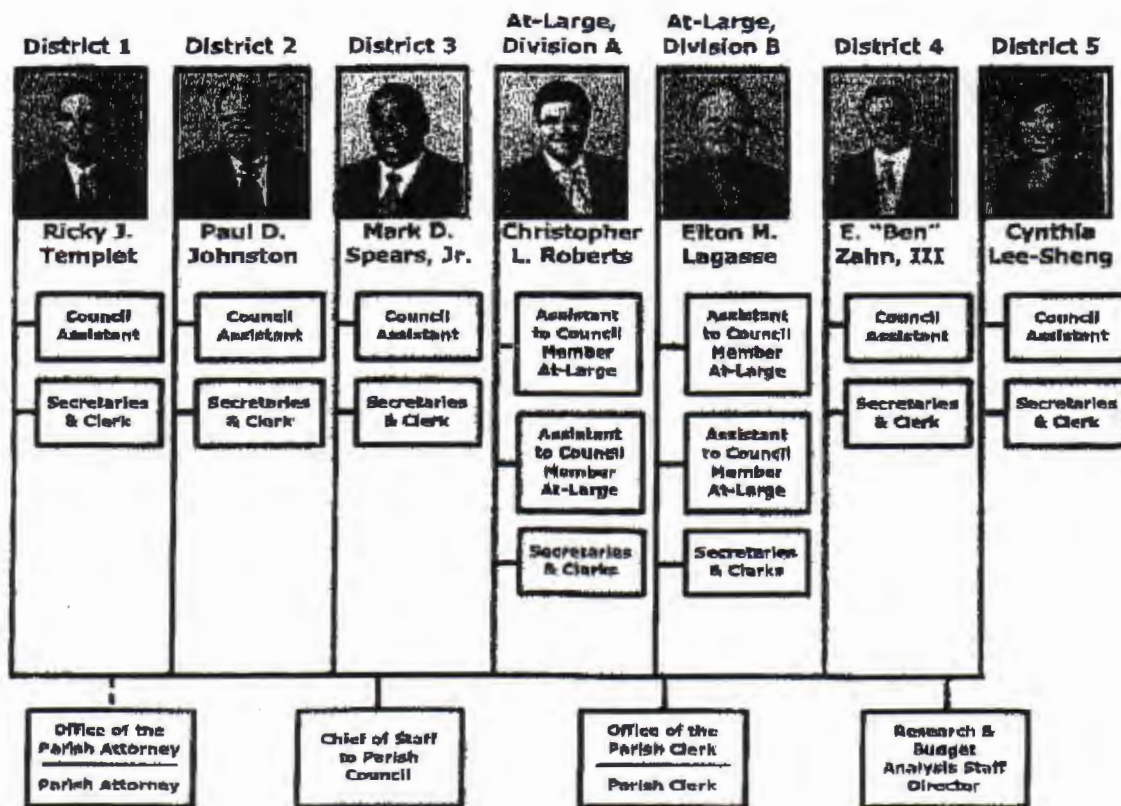 District 1
District 2
District 3
At-Large,
Division A
At-Large,
Division B
District 4
District 5
Ricky J.
Templet
Paul D.
Johnston
Mark D.
Spears, Jr.
Christopher
L. Roberts
Elton M.
Lagasse
E. "Ben"
Zahn, III
Cynthia
Lee-Sheng
Council
Assistant
Secretaries
& Clerk
Council
Assistant
Secretaries
& Clerk
Council
Assistant
Secretaries
& Clerk
Assistant
to Council
Member
At-Large
Assistant
to Council
Member
At-Large
Secretaries
& Clerks
Assistant
to Council
Member
At-Large
Assistant
to Council
Member
At-Large
Secretaries
& Clerks
Council
Assistant
Secretaries
& Clerk
Council
Assistant
Secretaries
& Clerk
Office of the
Parish Attorney
Parish Attorney
Chief of Staff
to Parish
Council
Office of the
Parish Clerk
Parish Clerk
Research &
Budget
Analysis Staff
Director